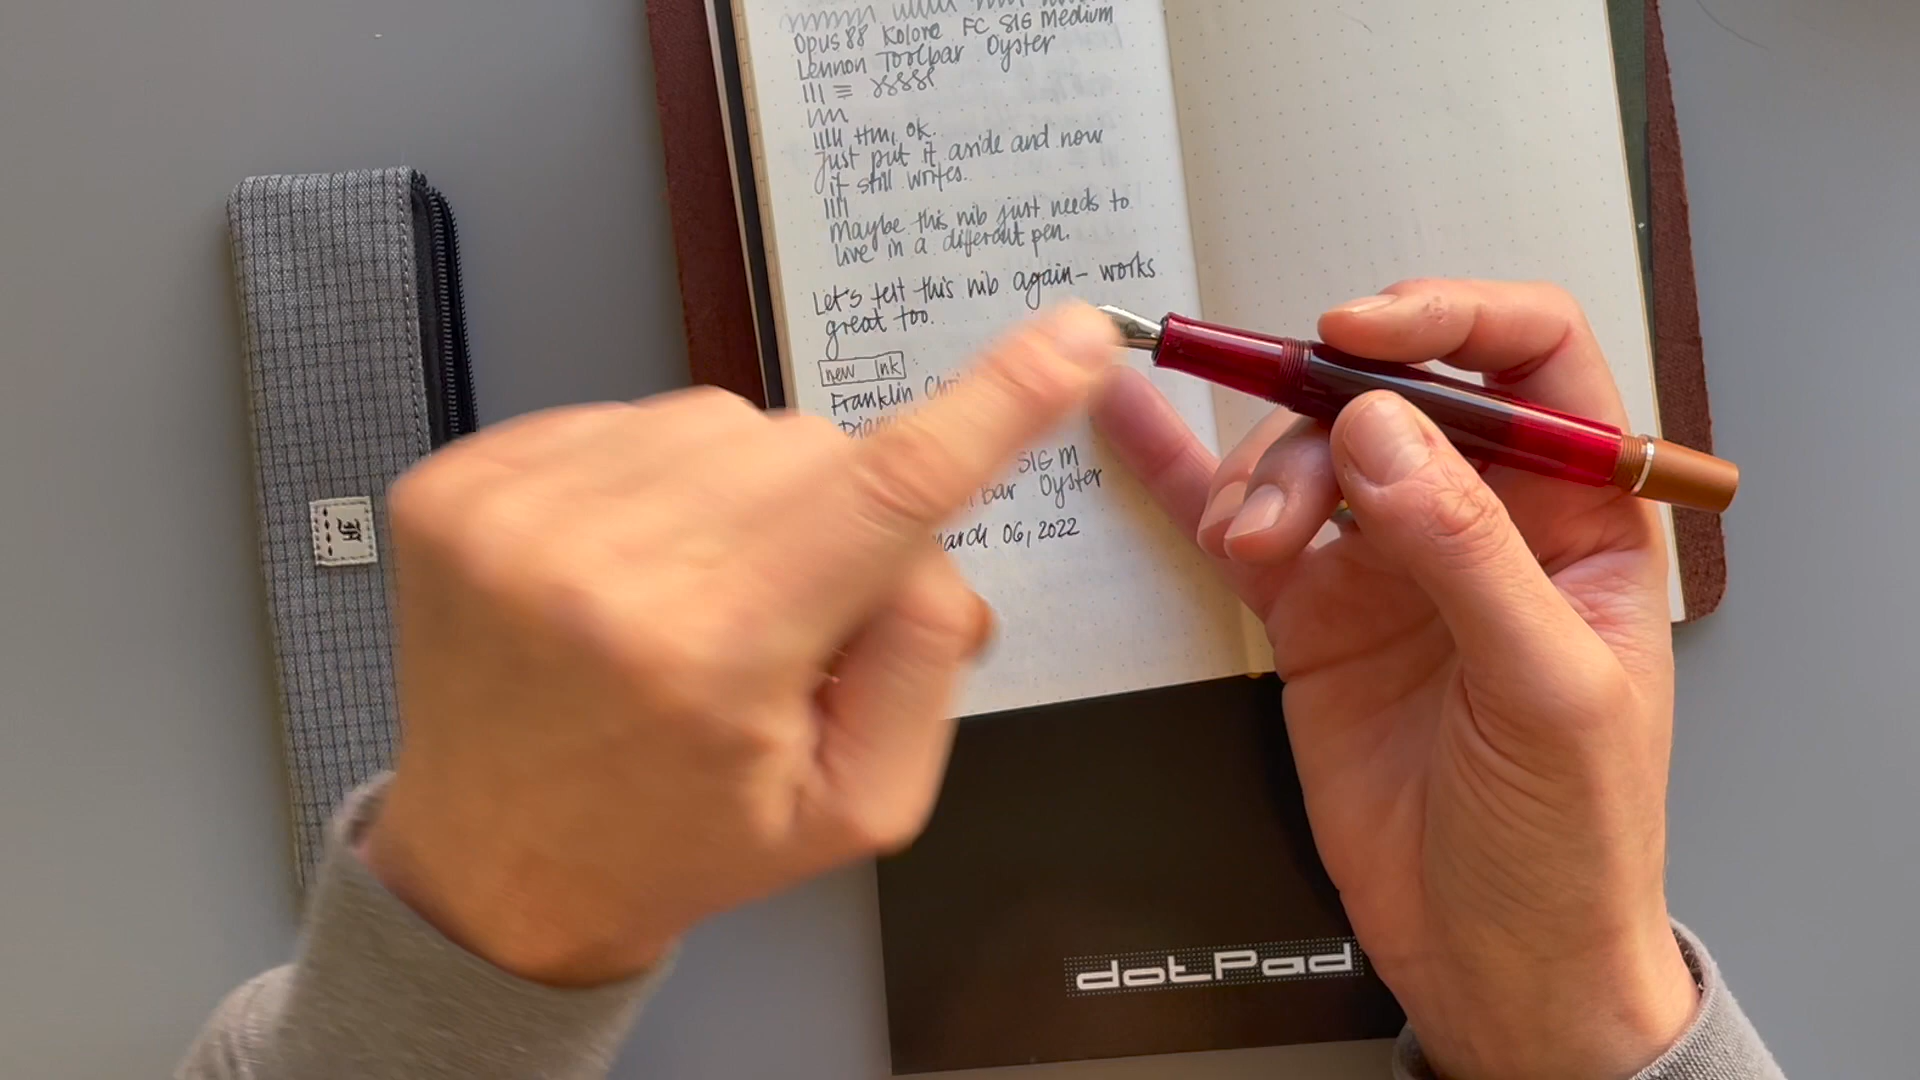 Opus 88 Koloro FC SIG Medium
Lennon Toolbar Oyster
Hm, ok.
Just put it aside and now
it still writes.
Maybe this nib just needs to
live in a different pen.
Let's test this nib again - works
great too.
new Ink
Franklin
SIG M
Bar Oyster
March 06, 2022
dotPad